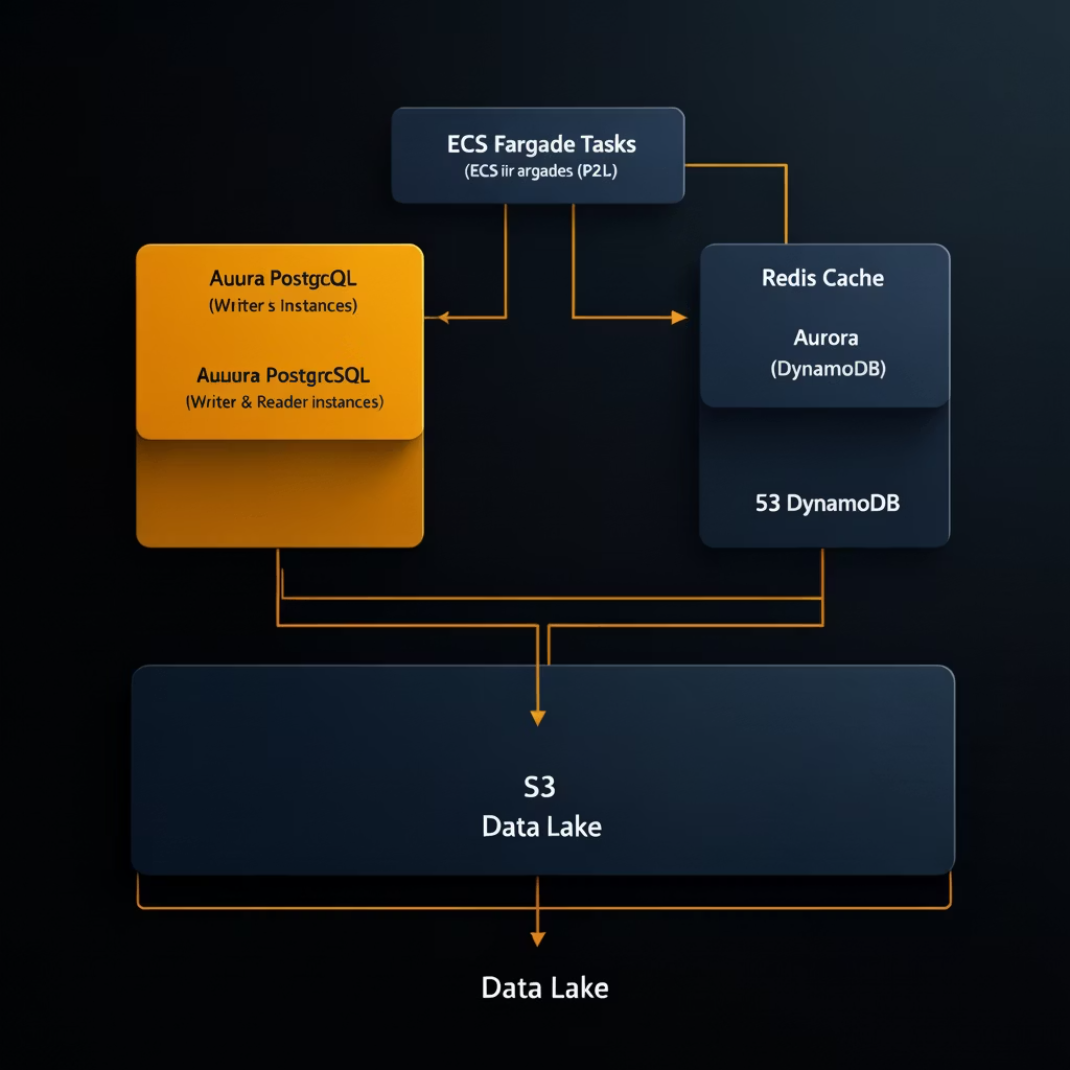 ECS Fargade Tasks
(ECS iir argades (P2L)
Auura PostgcQL
(Writer s Instances)
Auuura PostgrcSQL
(Writer & Reader instances)
Redis Cache
Aurora
(DynamoDB)
53 DynamoDB
S3
Data Lake
Data Lake